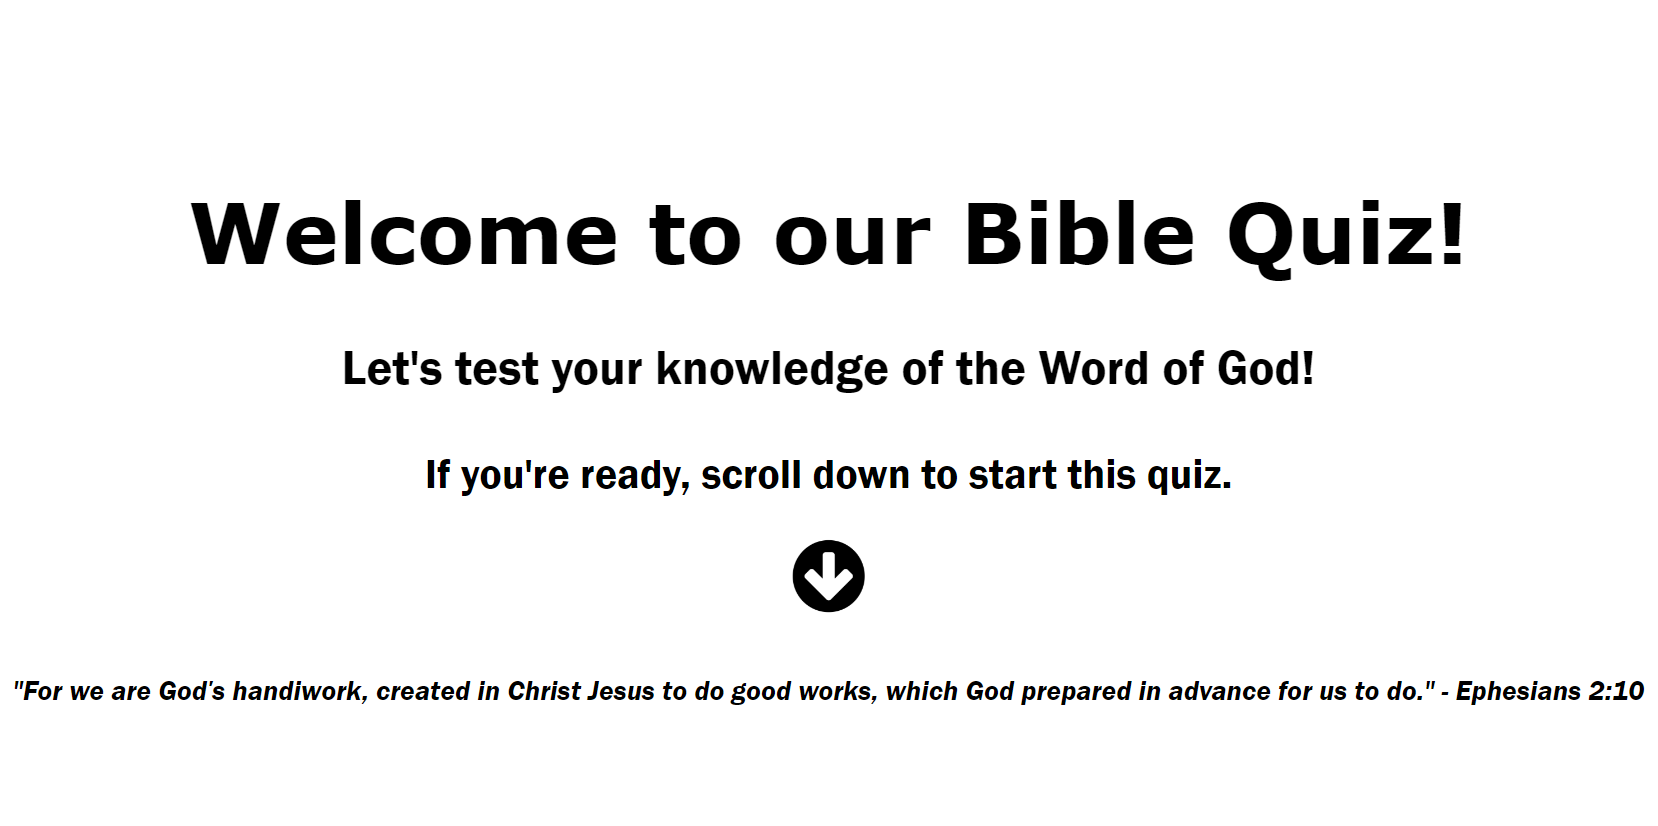 Welcome to our Bible Quiz!
Let's test your knowledge of the Word of God!
If you're ready, scroll down to start this quiz.
"For we are God's handiwork, created in Christ Jesus to do good works, which God prepared in advance for us to do." - Ephesians 2:10